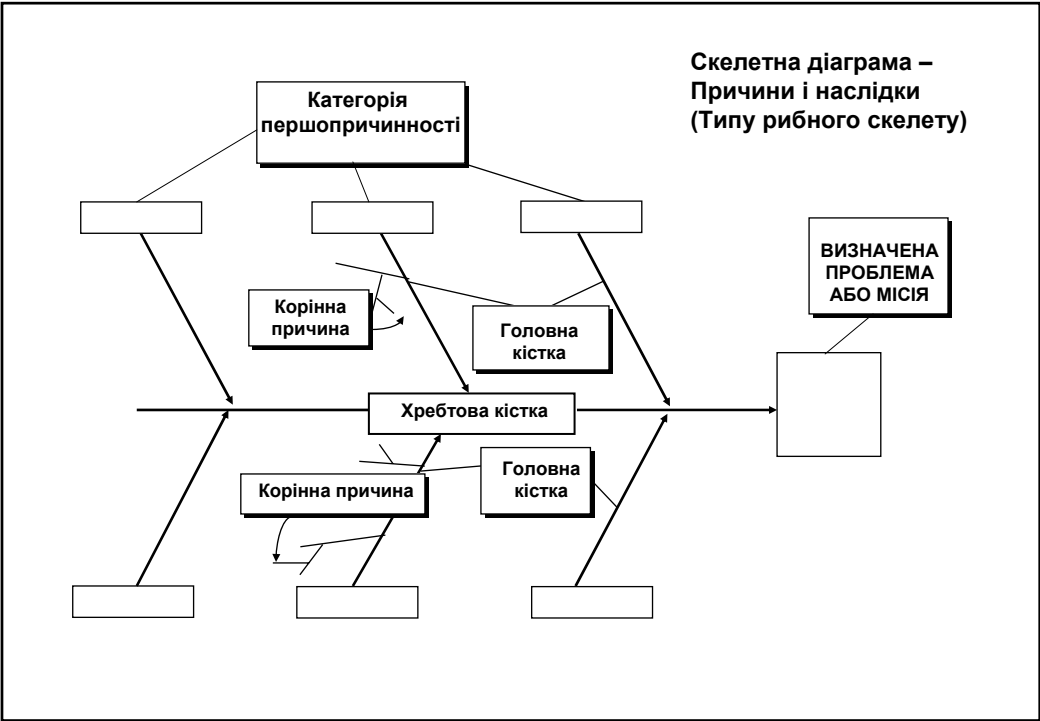 Скелетна діаграма –
Причини і наслідки
(Типу рибного скелету)
Категорія
першопричинності
ВИЗНАЧЕНА
ПРОБЛЕМА
АБО МІСІЯ
Корінна
причина
Головна
кістка
Хребтова кістка
Головна
кістка
Корінна причина